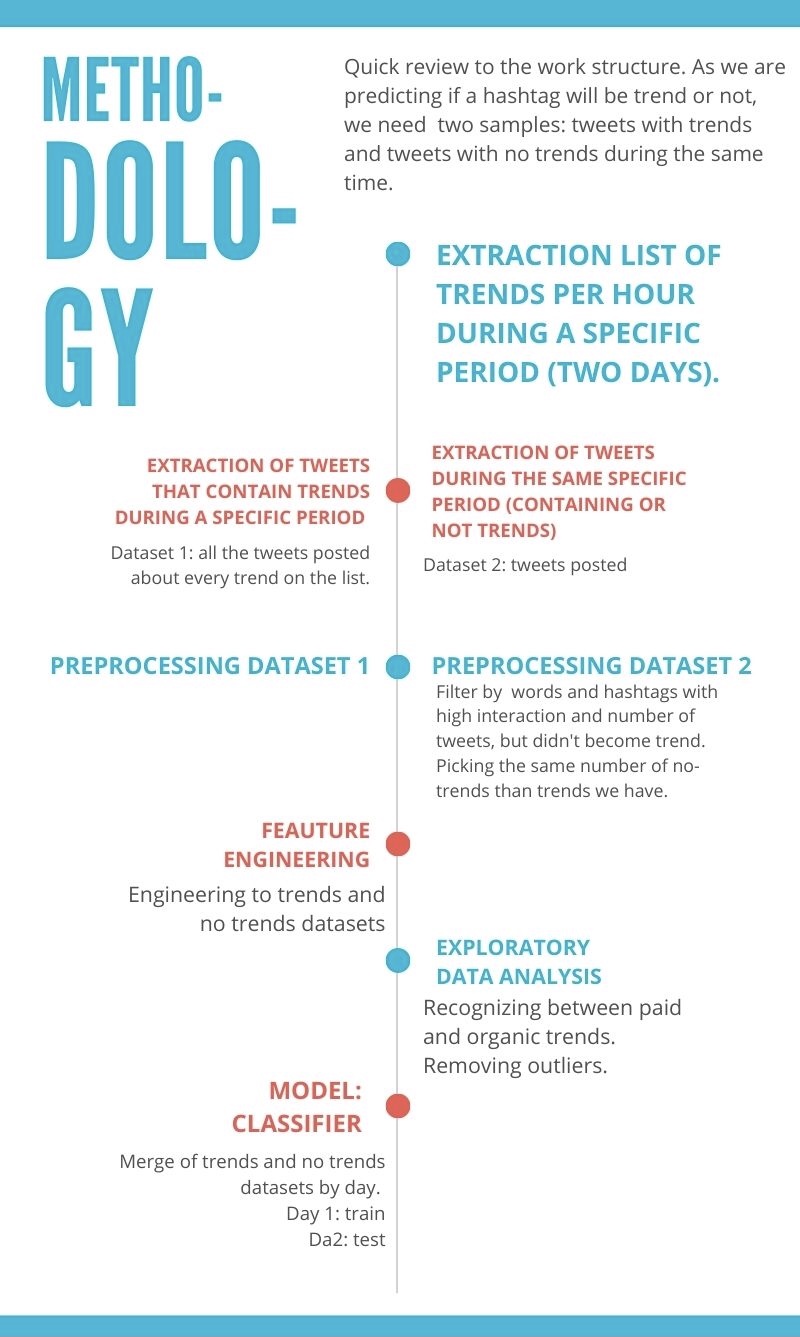 METHO-
DOLO-
GY
Quick review to the work structure. As we are
predicting if a hashtag will be trend or not,
we need  two samples: tweets with trends
and tweets with no trends during the same
time.
EXTRACTION LIST OF
TRENDS PER HOUR
DURING A SPECIFIC
PERIOD (TWO DAYS).
EXTRACTION OF TWEETS
THAT CONTAIN TRENDS
DURING A SPECIFIC PERIOD
Dataset 1: all the tweets posted
about every trend on the list.
EXTRACTION OF TWEETS
DURING THE SAME SPECIFIC
PERIOD (CONTAINING OR
NOT TRENDS)
Dataset 2: tweets posted
PREPROCESSING DATASET 1
PREPROCESSING DATASET 2
Filter by  words and hashtags with
high interaction and number of
tweets, but didn't become trend.
Picking the same number of no-
trends than trends we have.
FEAUTURE
ENGINEERING
Engineering to trends and
no trends datasets
EXPLORATORY
DATA ANALYSIS
Recognizing between paid
and organic trends.
Removing outliers.
MODEL:
CLASSIFIER
Merge of trends and no trends
datasets by day.
Day 1: train
Da2: test